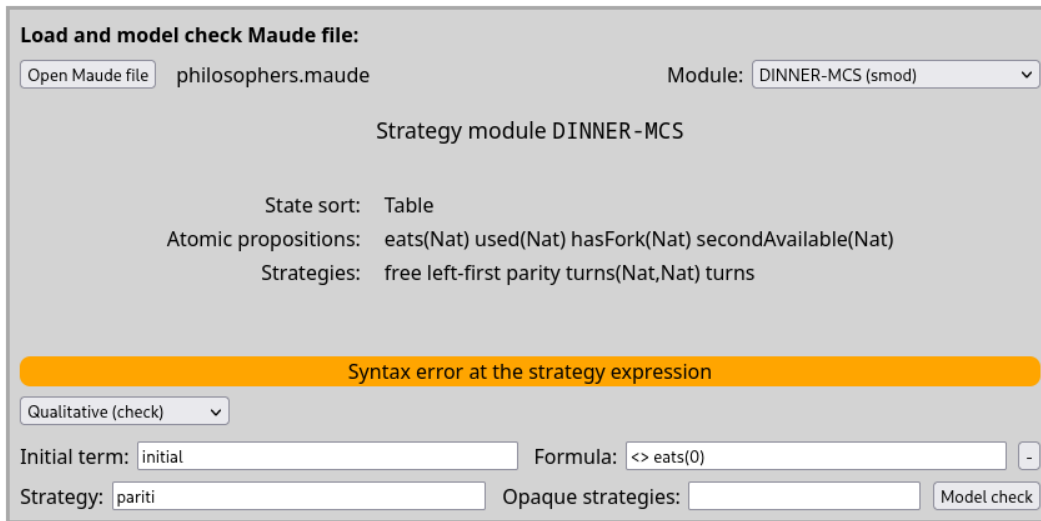 Load and model check Maude file:
Open Maude file philosophers.maude Module: DINNER-MCS (smod)
Strategy module DINNER-MCS
State sort: Table
Atomic propositions: eats(Nat) used(Nat) hasFork(Nat) secondAvailable(Nat)
Strategies: free left-first parity turns(Nat,Nat) turns
Syntax error at the strategy expression
Qualitative (check)
Initial term: initial Formula: <> eats(0) -
Strategy: pariti Opaque strategies: Model check